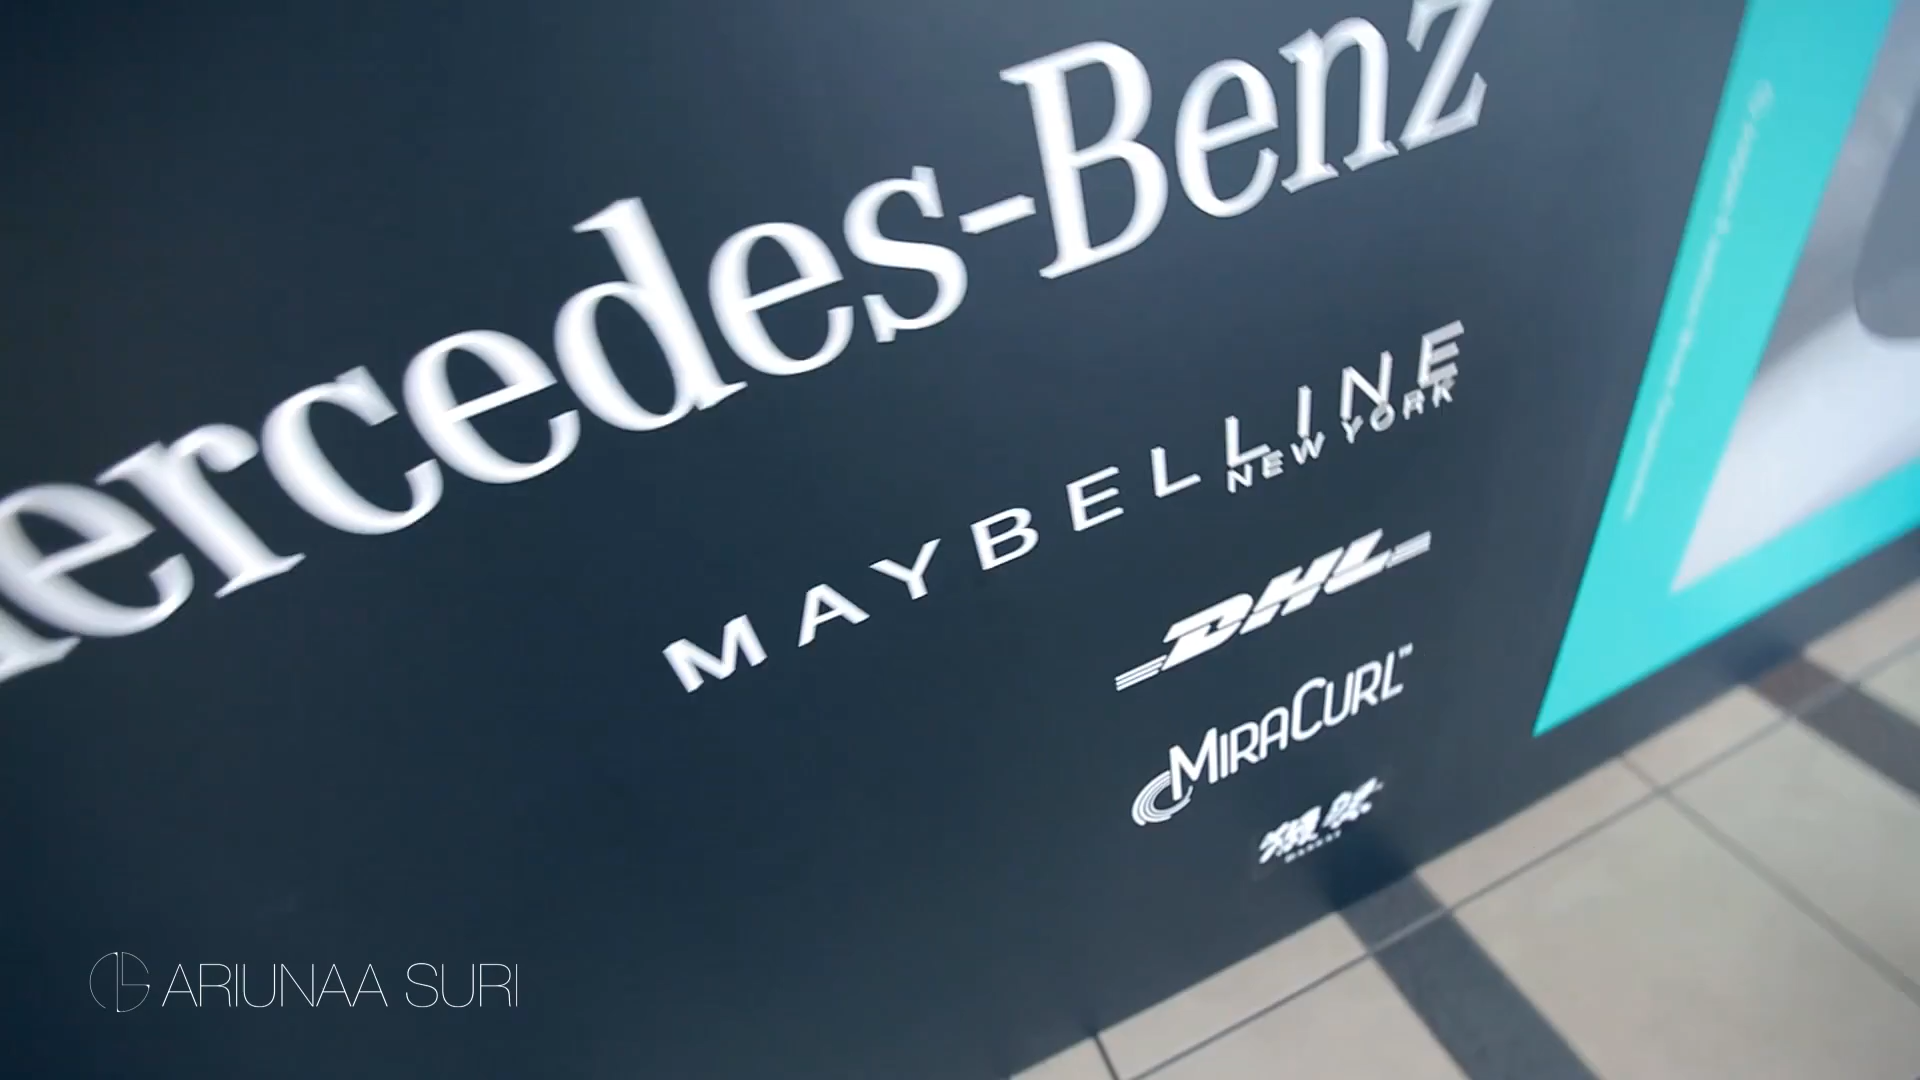 ercedes-Benz
MAYBELLINE
NEW YORK
DHL
MIRACURL™
ARIUNAA SURI